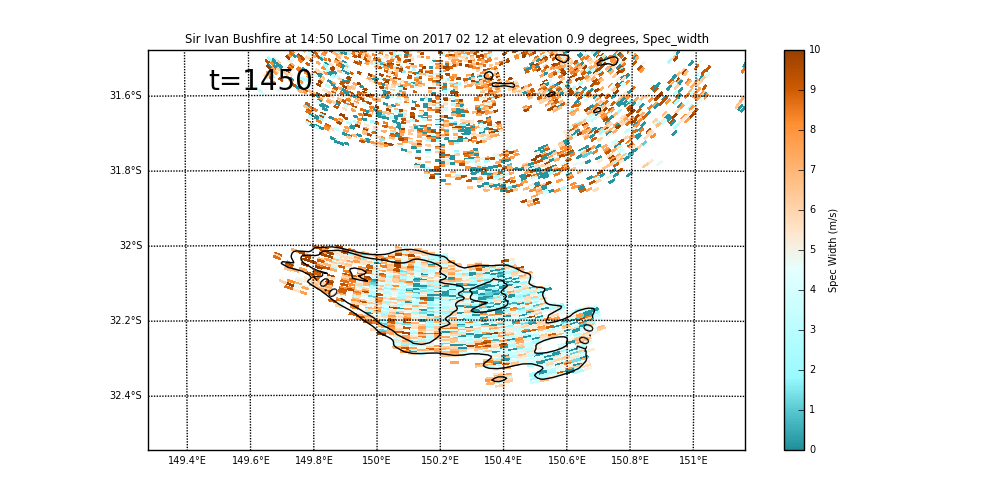 Sir Ivan Bushfire at 14:50 Local Time on 2017 02 12 at elevation 0.9 degrees, Spec_width
t=1450
31.6°S
31.8°S
32°S
32.2°S
32.4°S
149.4°E 149.6°E 149.8°E 150°E 150.2°E 150.4°E 150.6°E 150.8°E 151°E
10
9
8
7
6
5
4
3
2
1
0
Spec Width (m/s)